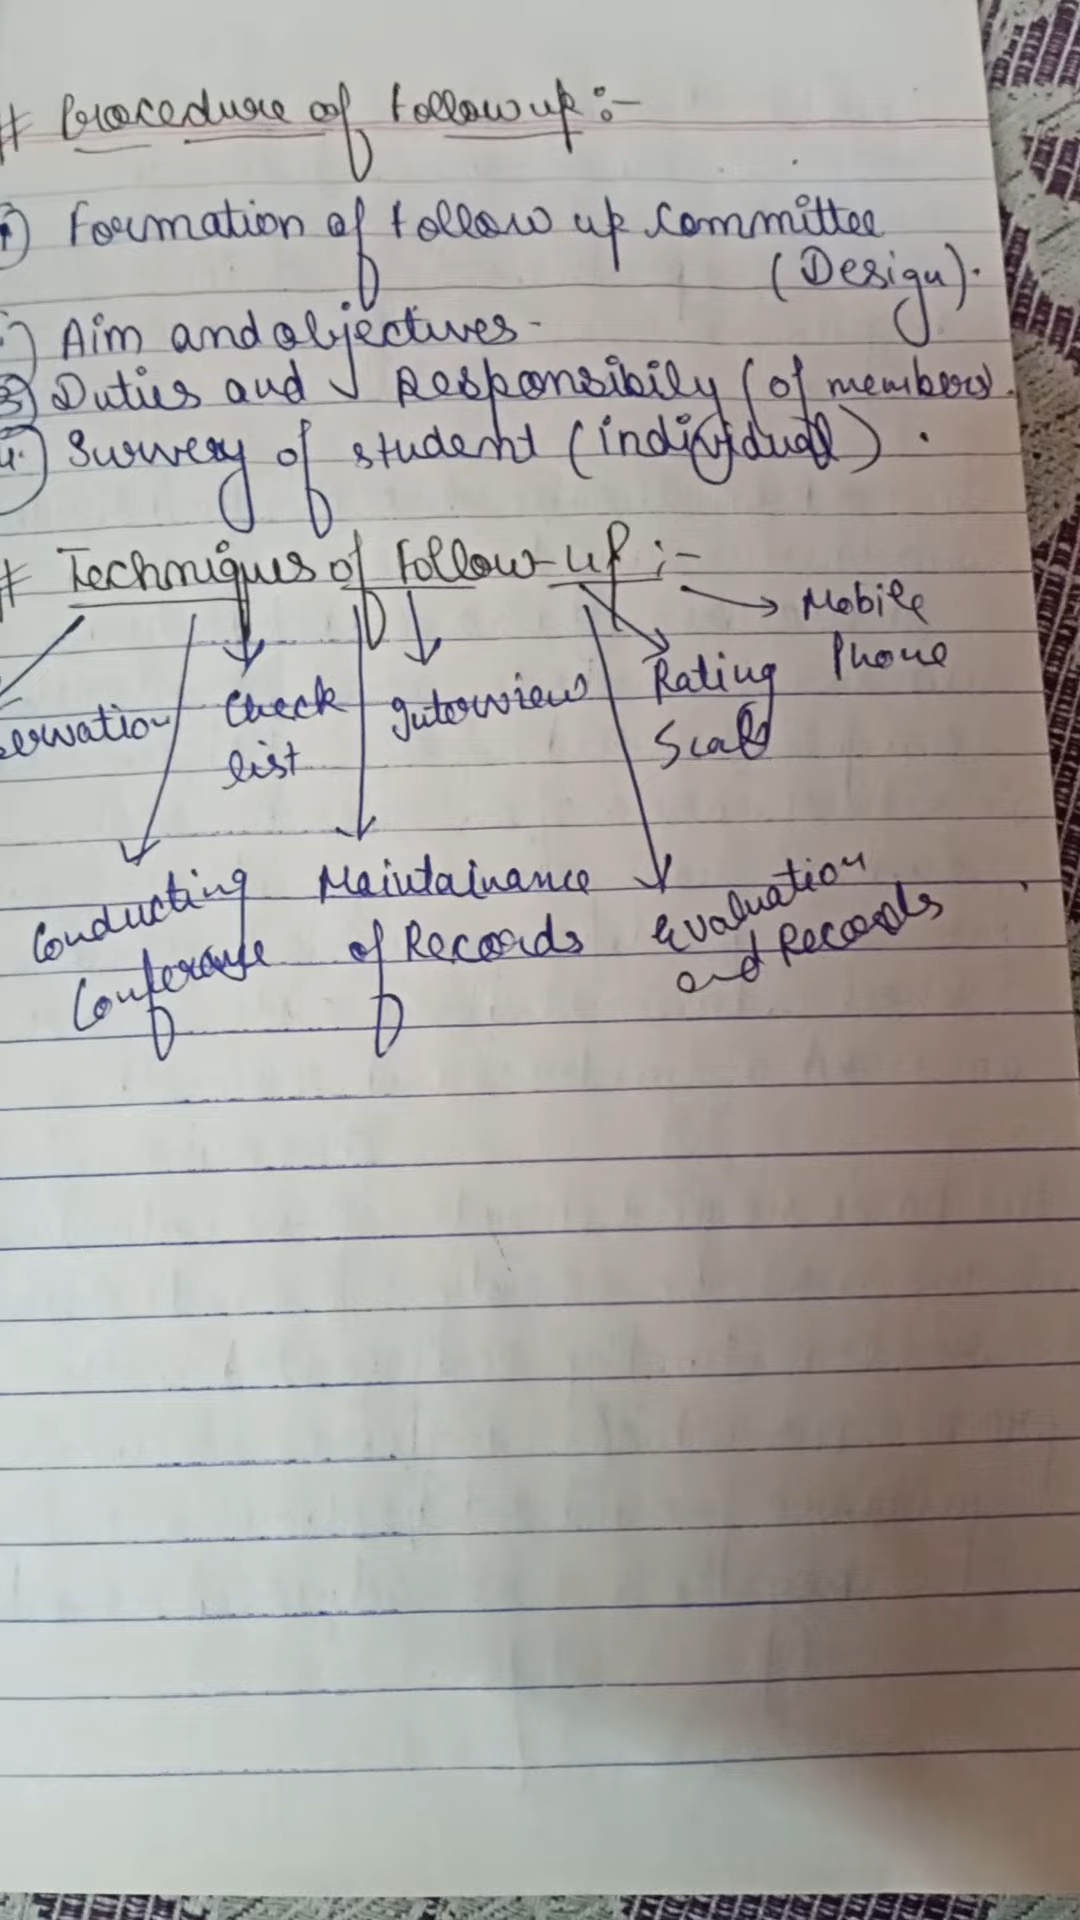 # Procedure of Follow up :-
1) Formation of follow up Committee
(Design).
) Aim and objectives-
3) Duties and Responsibily (of members).
4.) Survery of student (individual).
# Techniques of Follow-up :-
Mobile
Phone
ervation
Check
list
Interview
Rating
Scale
Conducting
Conferance
Maintainance
of Records
Evaluation
and Records